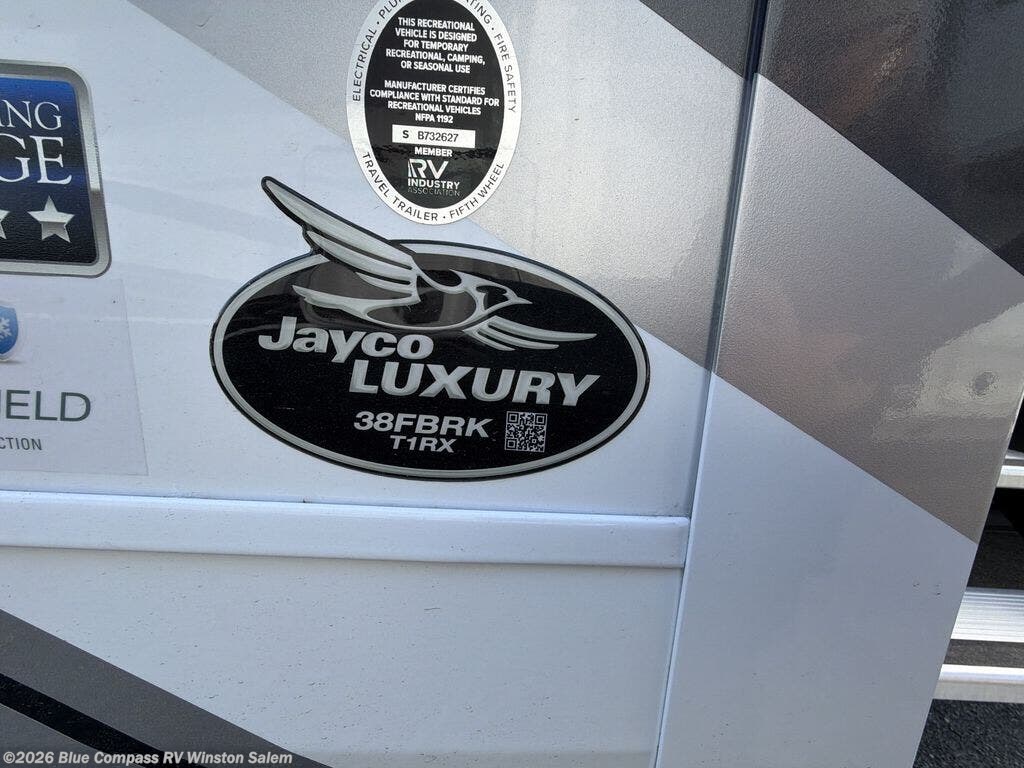 ELECTRICAL · PLU
TING · FIRE SAFETY
THIS RECREATIONAL
VEHICLE IS DESIGNED
FOR TEMPORARY
RECREATIONAL, CAMPING,
OR SEASONAL USE
MANUFACTURER CERTIFIES
COMPLIANCE WITH STANDARD FOR
RECREATIONAL VEHICLES
NFPA 1192
S B732627
MEMBER
RV
INDUSTRY
ASSOCIATION
TRAVEL TRAILER · FIFTH WHEEL
ING
GE
Jayco
LUXURY
38FBRK
T1RX
IELD
CTION
©2026 Blue Compass RV Winston Salem